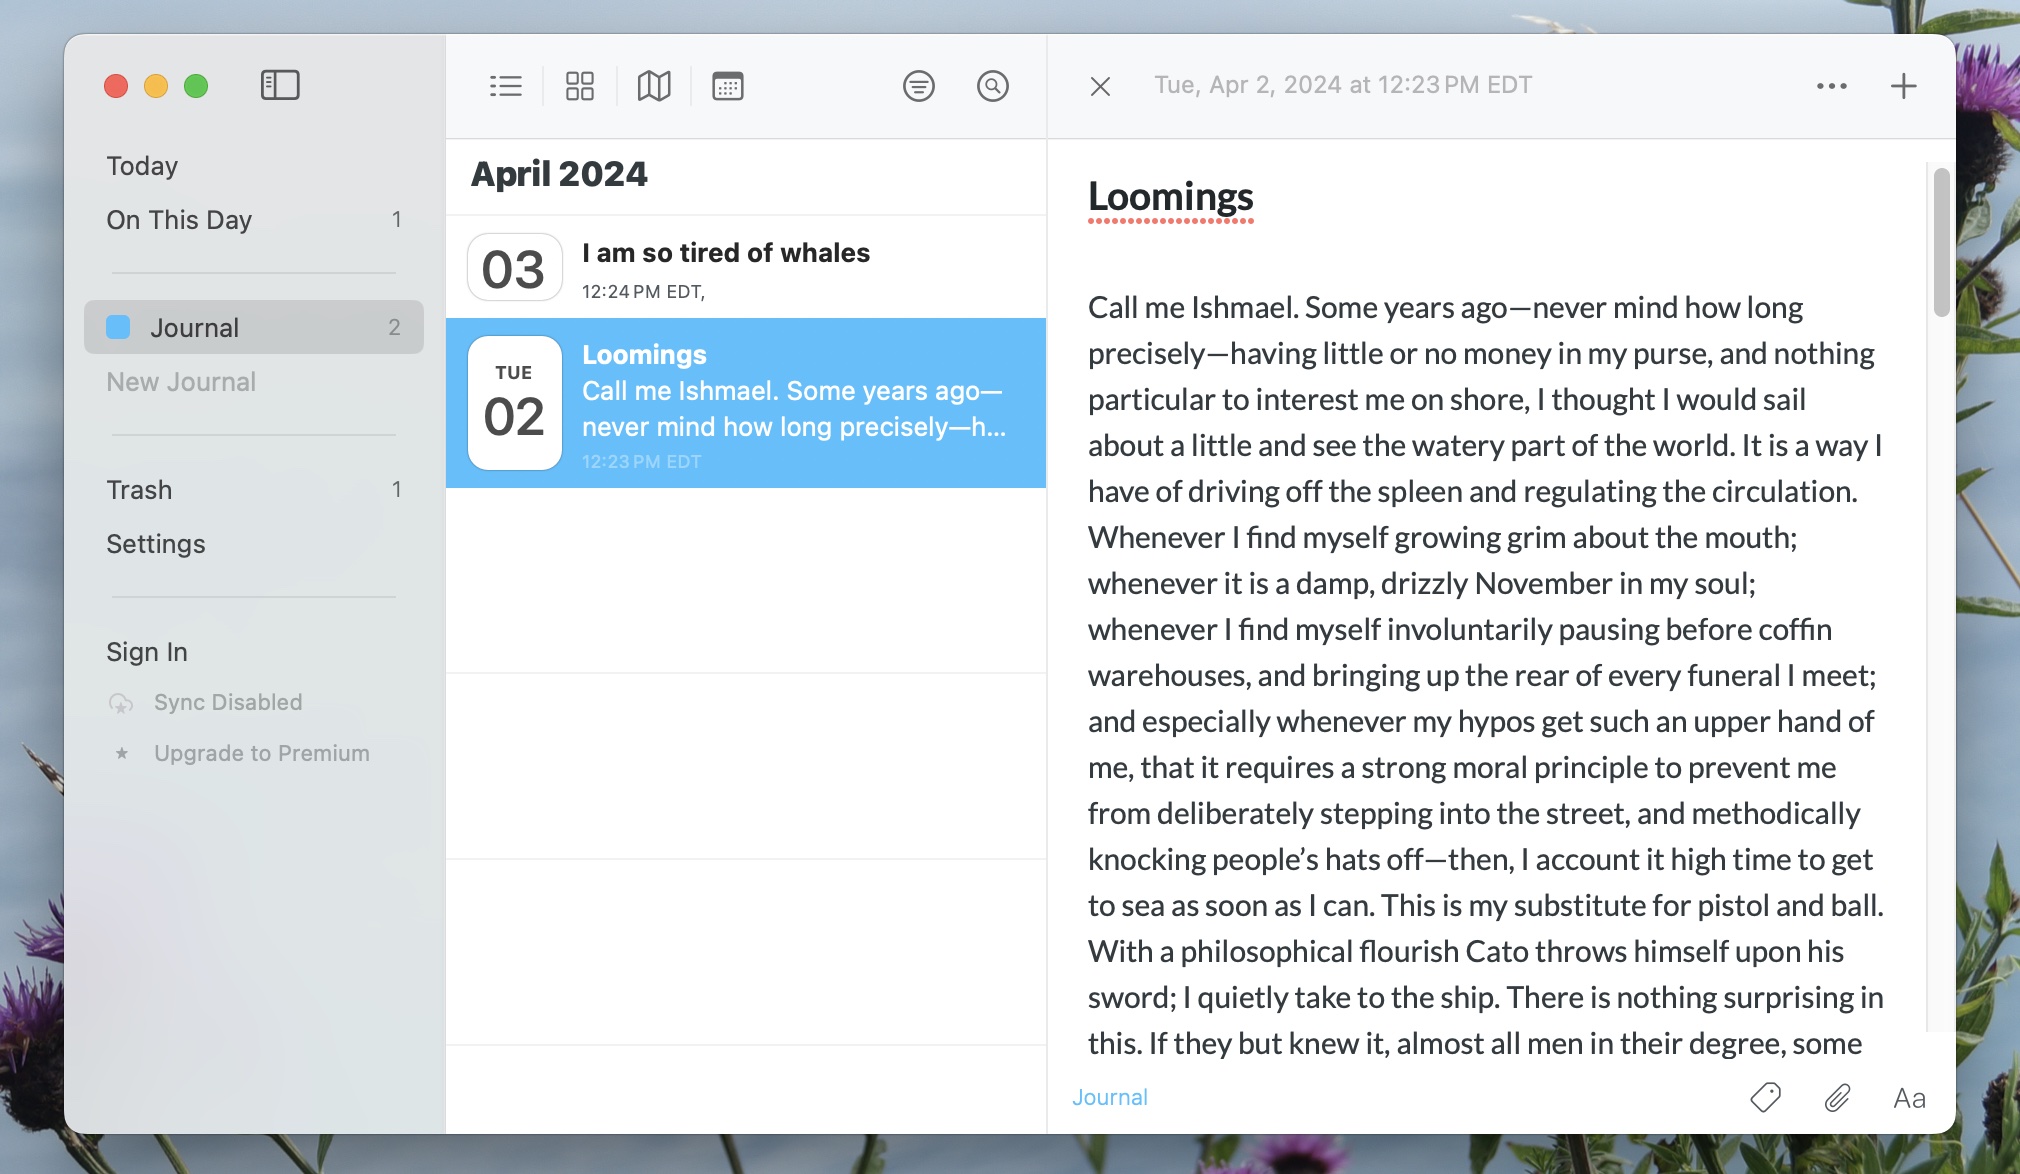 Today
On This Day 1
Journal 2
New Journal
Trash 1
Settings
Sign In
Sync Disabled
Upgrade to Premium
April 2024
03
I am so tired of whales
12:24 PM EDT,
TUE
02
Loomings
Call me Ishmael. Some years ago—
never mind how long precisely—h...
12:23 PM EDT
Tue, Apr 2, 2024 at 12:23 PM EDT
Loomings
Call me Ishmael. Some years ago—never mind how long
precisely—having little or no money in my purse, and nothing
particular to interest me on shore, I thought I would sail
about a little and see the watery part of the world. It is a way I
have of driving off the spleen and regulating the circulation.
Whenever I find myself growing grim about the mouth;
whenever it is a damp, drizzly November in my soul;
whenever I find myself involuntarily pausing before coffin
warehouses, and bringing up the rear of every funeral I meet;
and especially whenever my hypos get such an upper hand of
me, that it requires a strong moral principle to prevent me
from deliberately stepping into the street, and methodically
knocking people’s hats off—then, I account it high time to get
to sea as soon as I can. This is my substitute for pistol and ball.
With a philosophical flourish Cato throws himself upon his
sword; I quietly take to the ship. There is nothing surprising in
this. If they but knew it, almost all men in their degree, some
Journal
Aa